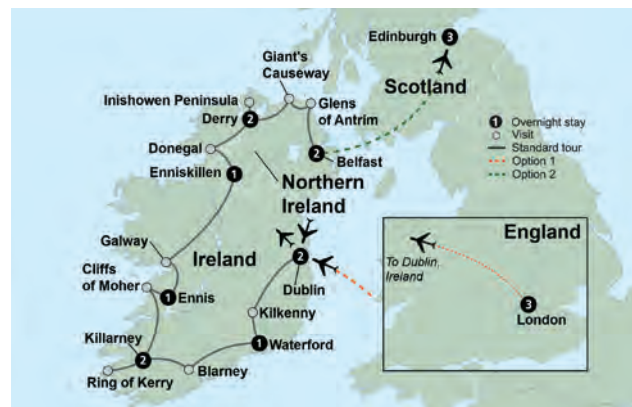 Edinburgh 3
Giant's
Causeway
Scotland
Inishowen Peninsula
Glens
of Antrim
Derry 2
1 Overnight stay
Visit
Standard tour
Option 1
Option 2
Donegal
2
Belfast
Enniskillen 1
Northern
Ireland
England
Galway
Ireland
To Dublin,
Ireland
Cliffs
of Moher
2
Dublin
1 Ennis
3
London
Kilkenny
Killarney
2
1 Waterford
Ring of Kerry
Blarney